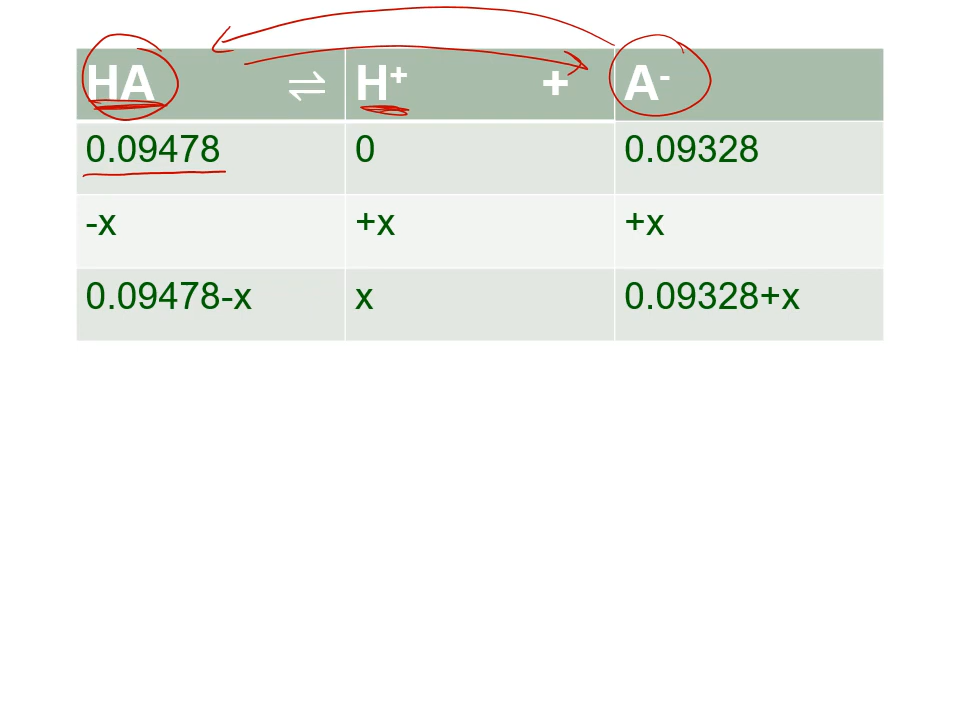 HA ⇌ H⁺ + A⁻
0.09478 0 0.09328
-x +x +x
0.09478-x x 0.09328+x